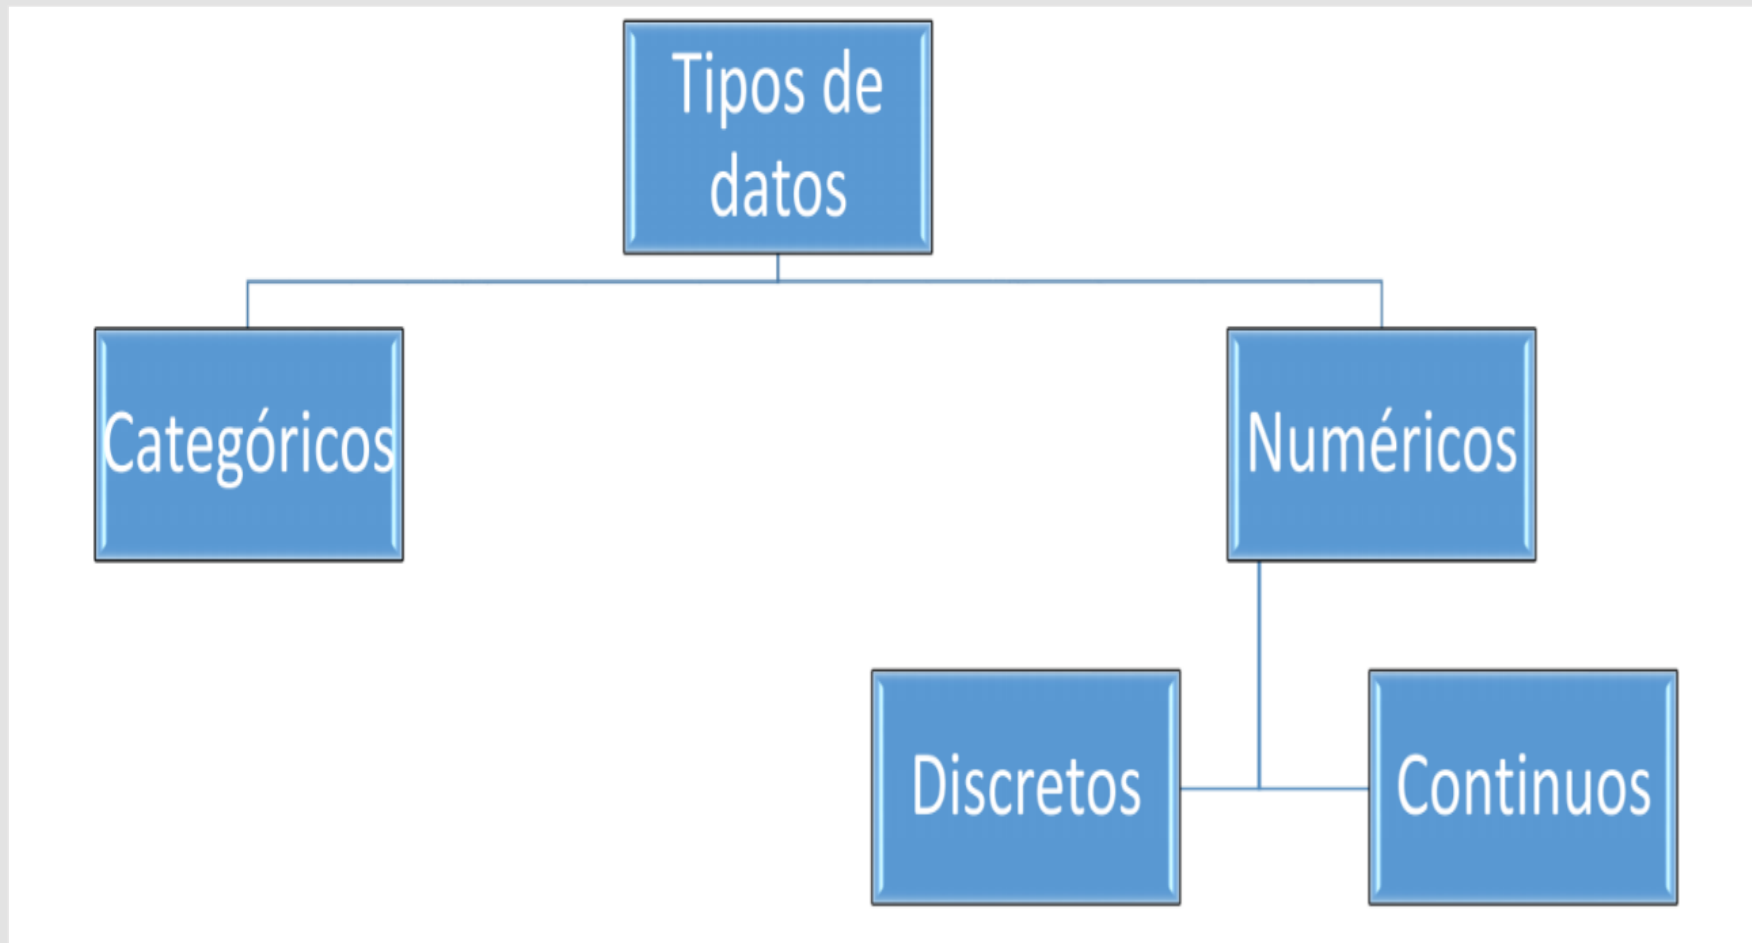 Tipos de
datos
Categóricos
Numéricos
Discretos
Continuos